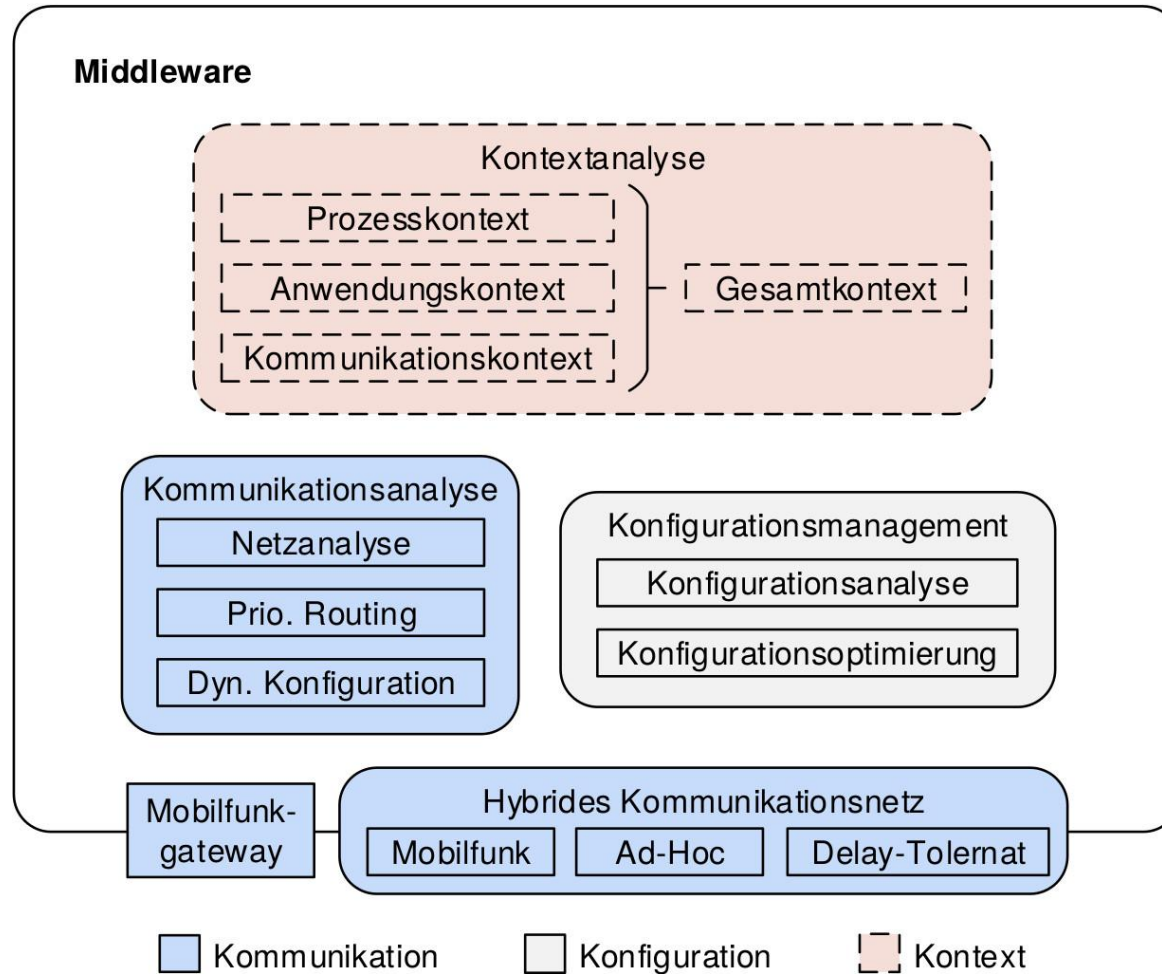 Middleware
Kontextanalyse
Prozesskontext
Anwendungskontext
Gesamtkontext
Kommunikationskontext
Kommunikationsanalyse
Netzanalyse
Prio. Routing
Dyn. Konfiguration
Konfigurationsmanagement
Konfigurationsanalyse
Konfigurationsoptimierung
Mobilfunk-
gateway
Hybrides Kommunikationsnetz
Mobilfunk
Ad-Hoc
Delay-Tolernat
Kommunikation
Konfiguration
Kontext